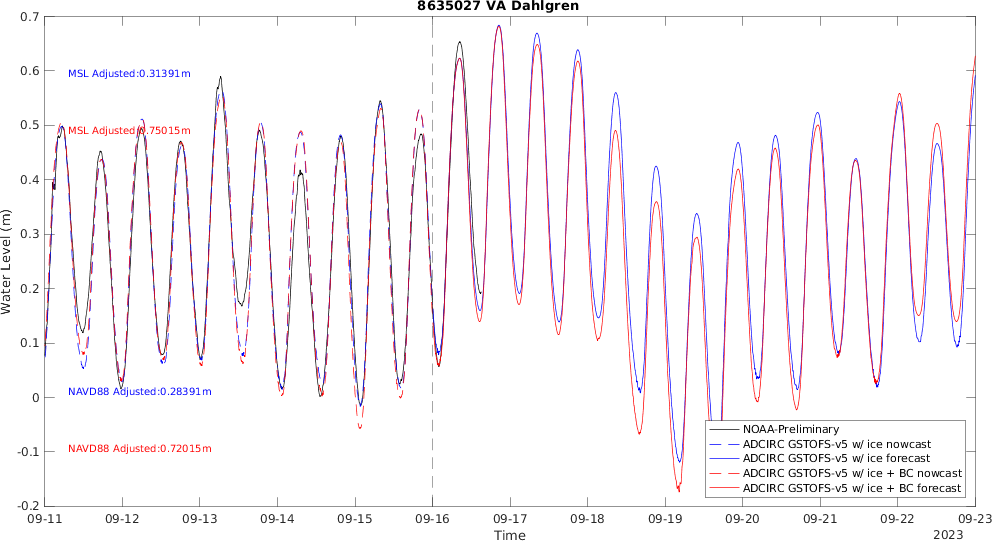 8635027 VA Dahlgren
0.7
0.6
0.5
0.4
0.3
0.2
0.1
0
-0.1
-0.2
Water Level (m)
MSL Adjusted:0.31391m
MSL Adjusted:0.75015m
NAVD88 Adjusted:0.28391m
NAVD88 Adjusted:0.72015m
NOAA-Preliminary
ADCIRC GSTOFS-v5 w/ ice nowcast
ADCIRC GSTOFS-v5 w/ ice forecast
ADCIRC GSTOFS-v5 w/ ice + BC nowcast
ADCIRC GSTOFS-v5 w/ ice + BC forecast
09-11 09-12 09-13 09-14 09-15 09-16 09-17 09-18 09-19 09-20 09-21 09-22 09-23
Time
2023